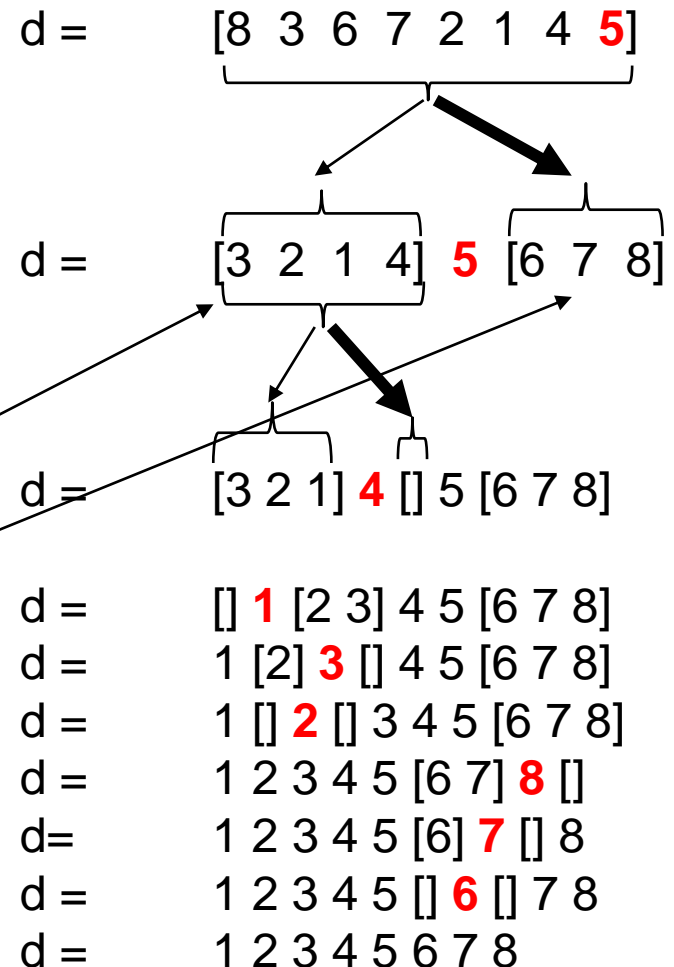 d = [8 3 6 7 2 1 4 5]
d = [3 2 1 4] 5 [6 7 8]
d = [3 2 1] 4 [] 5 [6 7 8]
d = [] 1 [2 3] 4 5 [6 7 8]
d = 1 [2] 3 [] 4 5 [6 7 8]
d = 1 [] 2 [] 3 4 5 [6 7 8]
d = 1 2 3 4 5 [6 7] 8 []
d= 1 2 3 4 5 [6] 7 [] 8
d = 1 2 3 4 5 [] 6 [] 7 8
d = 1 2 3 4 5 6 7 8